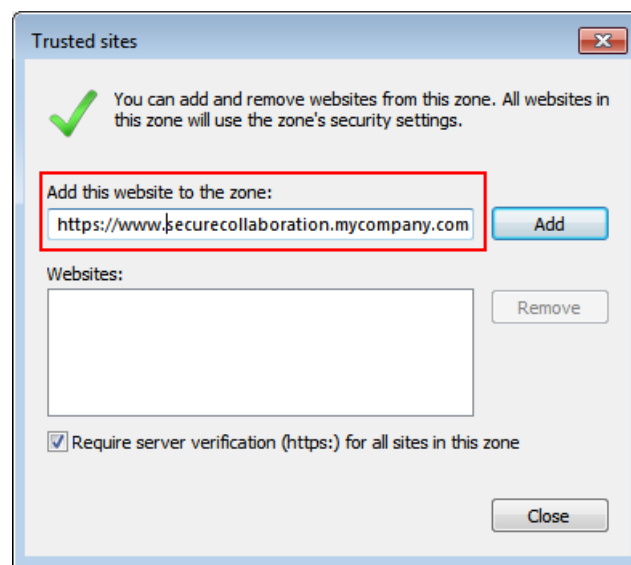 Trusted sites
You can add and remove websites from this zone. All websites in
this zone will use the zone's security settings.
Add this website to the zone:
https://www.securecollaboration.mycompany.com
Add
Websites:
Remove
Require server verification (https:) for all sites in this zone
Close